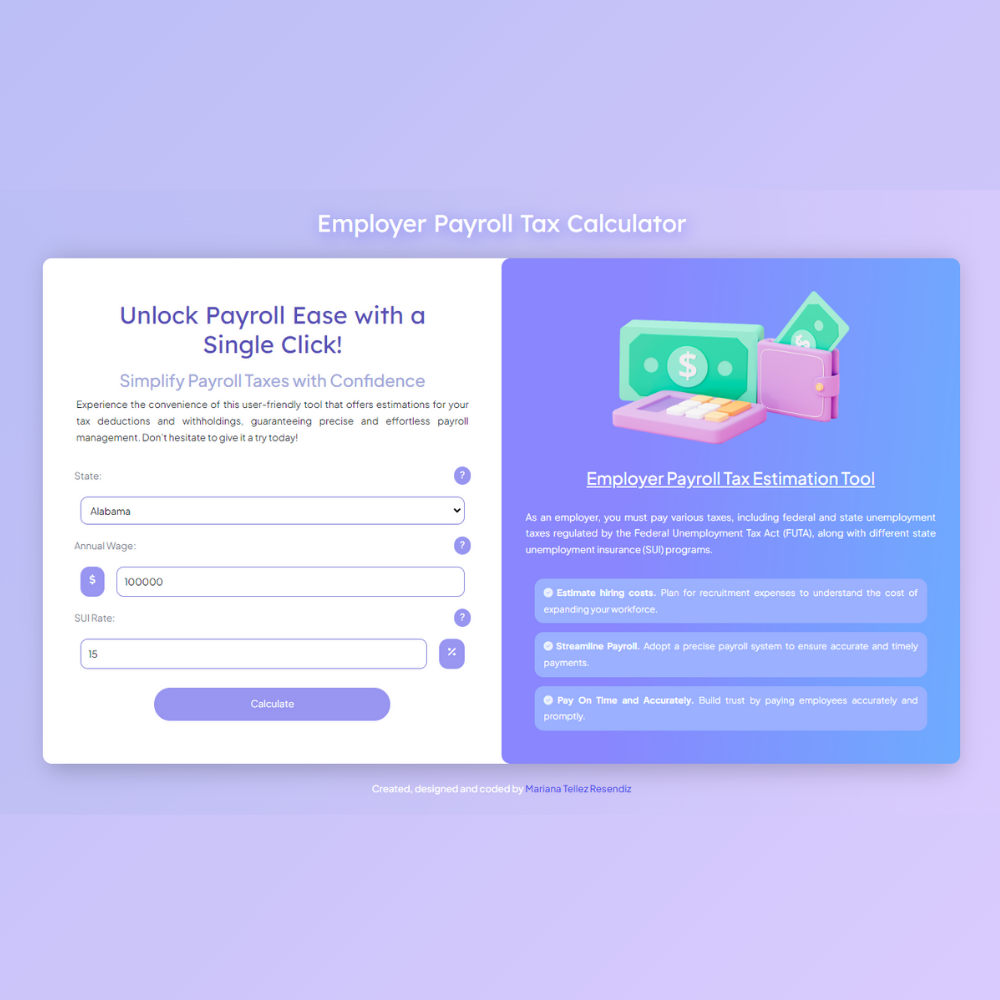 Employer Payroll Tax Calculator
Unlock Payroll Ease with a
Single Click!
Simplify Payroll Taxes with Confidence
Experience the convenience of this user-friendly tool that offers estimations for your
tax deductions and withholdings, guaranteeing precise and effortless payroll
management. Don't hesitate to give it a try today!
State:
?
Alabama
Annual Wage:
?
$
100000
SUI Rate:
?
15
%
Calculate
$
$
Employer Payroll Tax Estimation Tool
As an employer, you must pay various taxes, including federal and state unemployment
taxes regulated by the Federal Unemployment Tax Act (FUTA), along with different state
unemployment insurance (SUI) programs.
Estimate hiring costs. Plan for recruitment expenses to understand the cost of
expanding your workforce.
Streamline Payroll. Adopt a precise payroll system to ensure accurate and timely
payments.
Pay On Time and Accurately. Build trust by paying employees accurately and
promptly.
Created, designed and coded by Mariana Tellez Resendiz